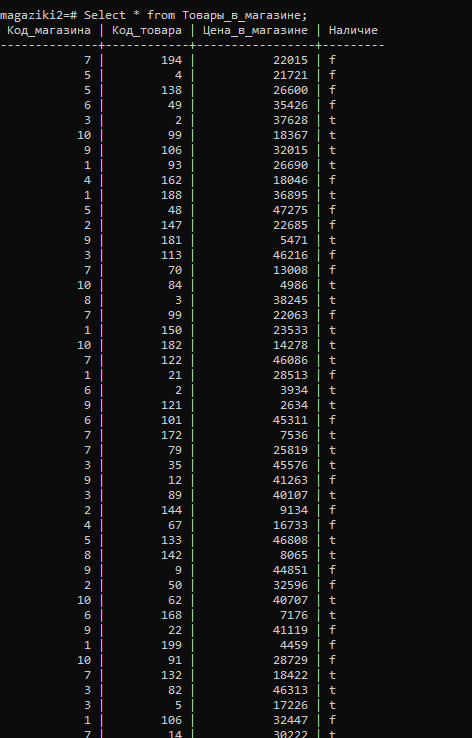 magaziki2=# Select * from Товары_в_магазине;
Код_магазина | Код_товара | Цена_в_магазине | Наличие
-------------+------------+-----------------+---------
7 | 194 | 22015 | f
5 | 4 | 21721 | f
5 | 138 | 26600 | f
6 | 49 | 35426 | f
3 | 2 | 37628 | t
10 | 99 | 18367 | t
9 | 106 | 32015 | t
1 | 93 | 26690 | t
4 | 162 | 18046 | f
1 | 188 | 36895 | t
5 | 48 | 47275 | f
2 | 147 | 22685 | f
9 | 181 | 5471 | t
3 | 113 | 46216 | f
7 | 70 | 13008 | f
10 | 84 | 4986 | t
8 | 3 | 38245 | t
7 | 99 | 22063 | f
1 | 150 | 23533 | t
10 | 182 | 14278 | t
7 | 122 | 46086 | t
1 | 21 | 28513 | f
6 | 2 | 3934 | t
9 | 121 | 2634 | t
6 | 101 | 45311 | f
7 | 172 | 7536 | t
7 | 79 | 25819 | t
3 | 35 | 45576 | t
9 | 12 | 41263 | f
3 | 89 | 40107 | t
2 | 144 | 9134 | f
4 | 67 | 16733 | f
5 | 133 | 46808 | t
8 | 142 | 8065 | t
9 | 9 | 44851 | f
2 | 50 | 32596 | f
10 | 62 | 40707 | t
6 | 168 | 7176 | t
9 | 22 | 41119 | f
1 | 199 | 4459 | f
10 | 91 | 28729 | f
7 | 132 | 18422 | t
3 | 82 | 46313 | t
3 | 5 | 17226 | t
1 | 106 | 32447 | f
7 | 14 | 30222 | t